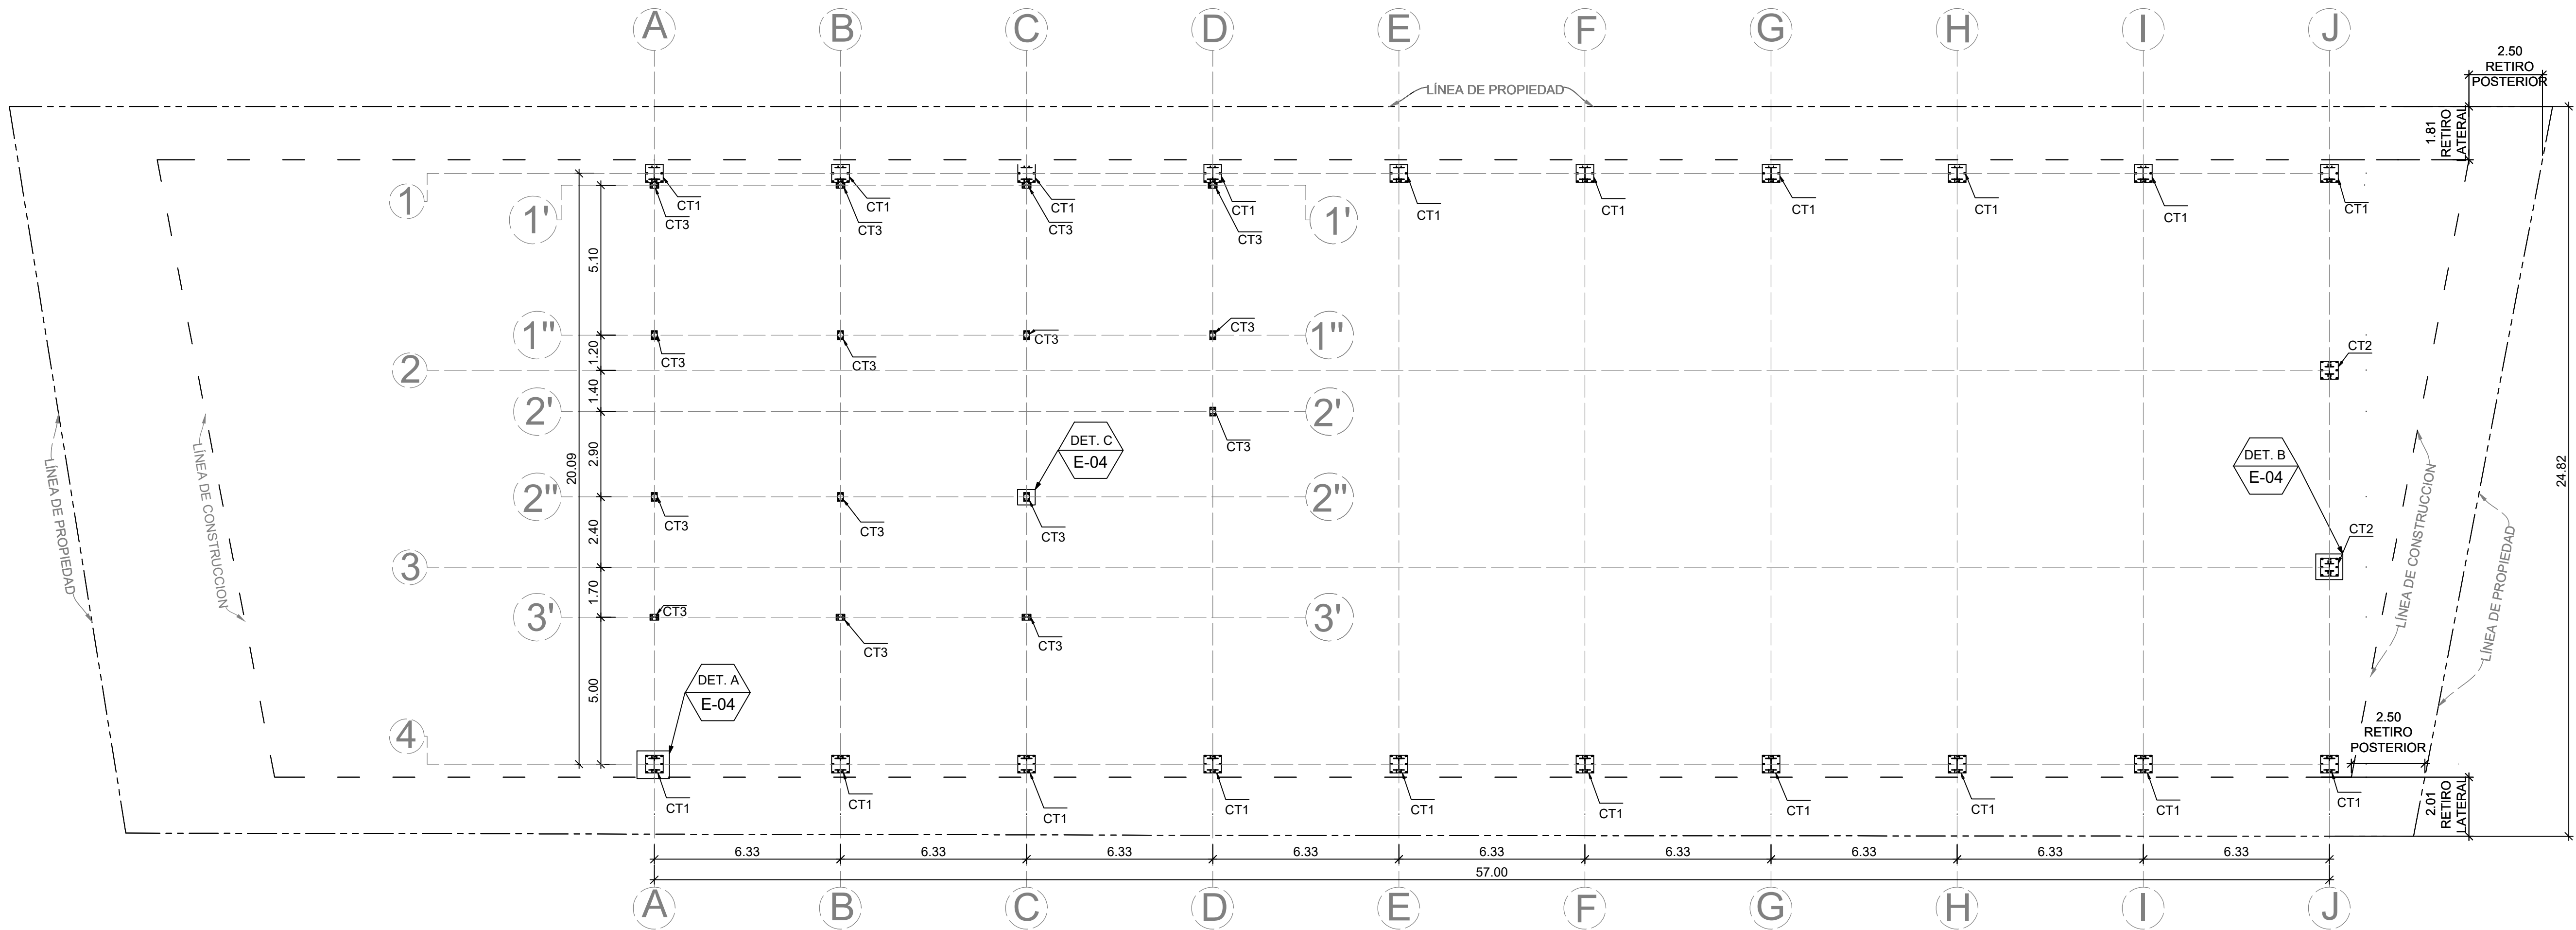 A B C D E F G H I J
2.50
RETIRO
POSTERIOR
LÍNEA DE PROPIEDAD
1.81
RETIRO
LATERAL
1
1'
1'
CT1
CT3
CT1
CT3
CT1
CT3
CT1
CT3
CT1
CT1
CT1
CT1
CT1
CT1
5.10
1"
1"
CT3
CT3
CT3
CT3
1.20
2
CT2
1.40
2'
2'
CT3
20.09
2.90
DET. C
E-04
DET. B
E-04
24.82
2"
2"
CT3
CT3
CT3
2.40
CT2
3
1.70
3'
3'
CT3
CT3
CT3
LÍNEA DE PROPIEDAD
LÍNEA DE CONSTRUCCION
LÍNEA DE CONSTRUCCION
LÍNEA DE PROPIEDAD
5.00
DET. A
E-04
4
2.50
RETIRO
POSTERIOR
CT1
CT1
CT1
CT1
CT1
CT1
CT1
CT1
CT1
CT1
2.01
RETIRO
LATERAL
6.33 6.33 6.33 6.33 6.33 6.33 6.33 6.33 6.33
57.00
A B C D E F G H I J